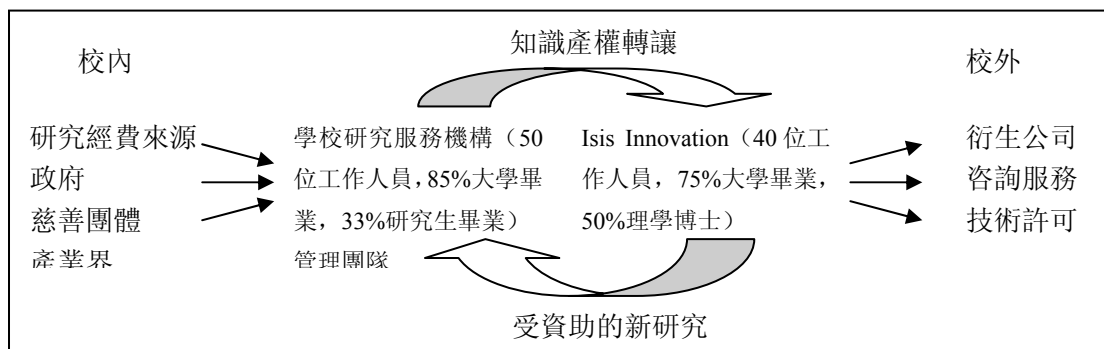 知識產權轉讓
校內
校外
研究經費來源
政府
慈善團體
產業界
學校研究服務機構（50
位工作人員，85%大學畢
業，33%研究生畢業）
管理團隊
Isis Innovation（40 位工
作人員，75%大學畢業，
50%理學博士）
衍生公司
咨詢服務
技術許可
受資助的新研究